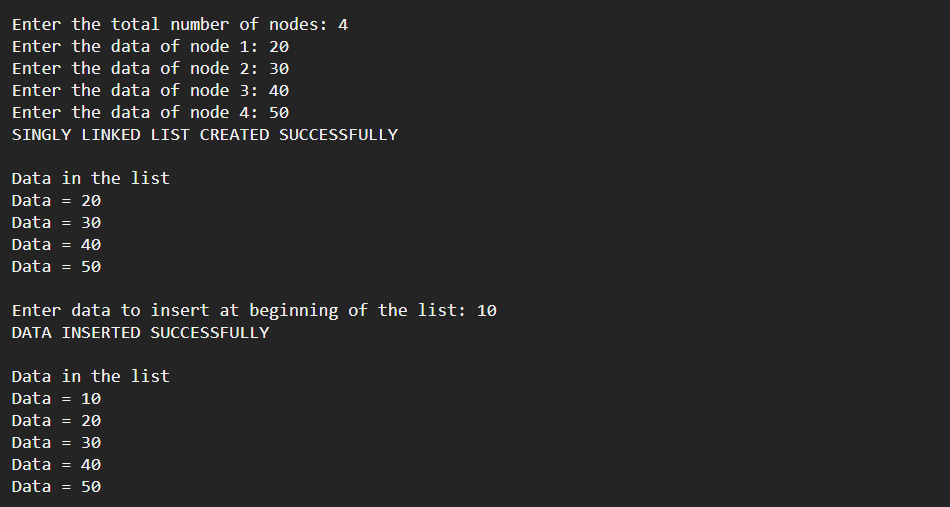 Enter the total number of nodes: 4
Enter the data of node 1: 20
Enter the data of node 2: 30
Enter the data of node 3: 40
Enter the data of node 4: 50
SINGLY LINKED LIST CREATED SUCCESSFULLY
Data in the list
Data = 20
Data = 30
Data = 40
Data = 50
Enter data to insert at beginning of the list: 10
DATA INSERTED SUCCESSFULLY
Data in the list
Data = 10
Data = 20
Data = 30
Data = 40
Data = 50